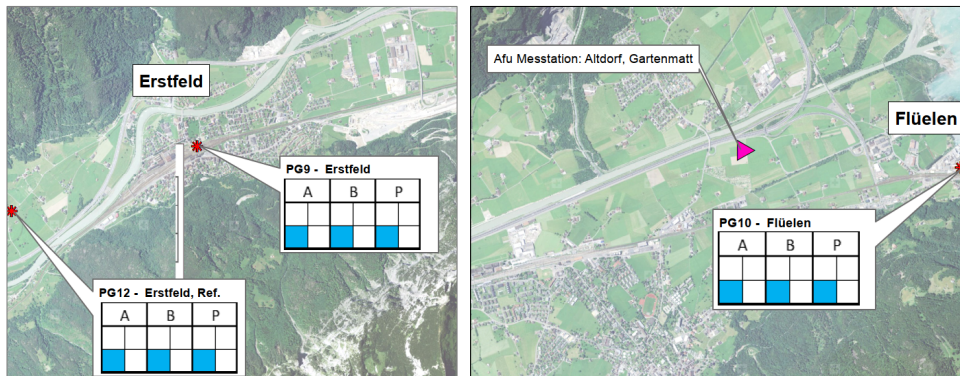 Erstfeld
PG9 - Erstfeld
A B P
PG12 - Erstfeld, Ref.
A B P
Afu Messtation: Altdorf, Gartenmatt
Flüelen
PG10 - Flüelen
A B P